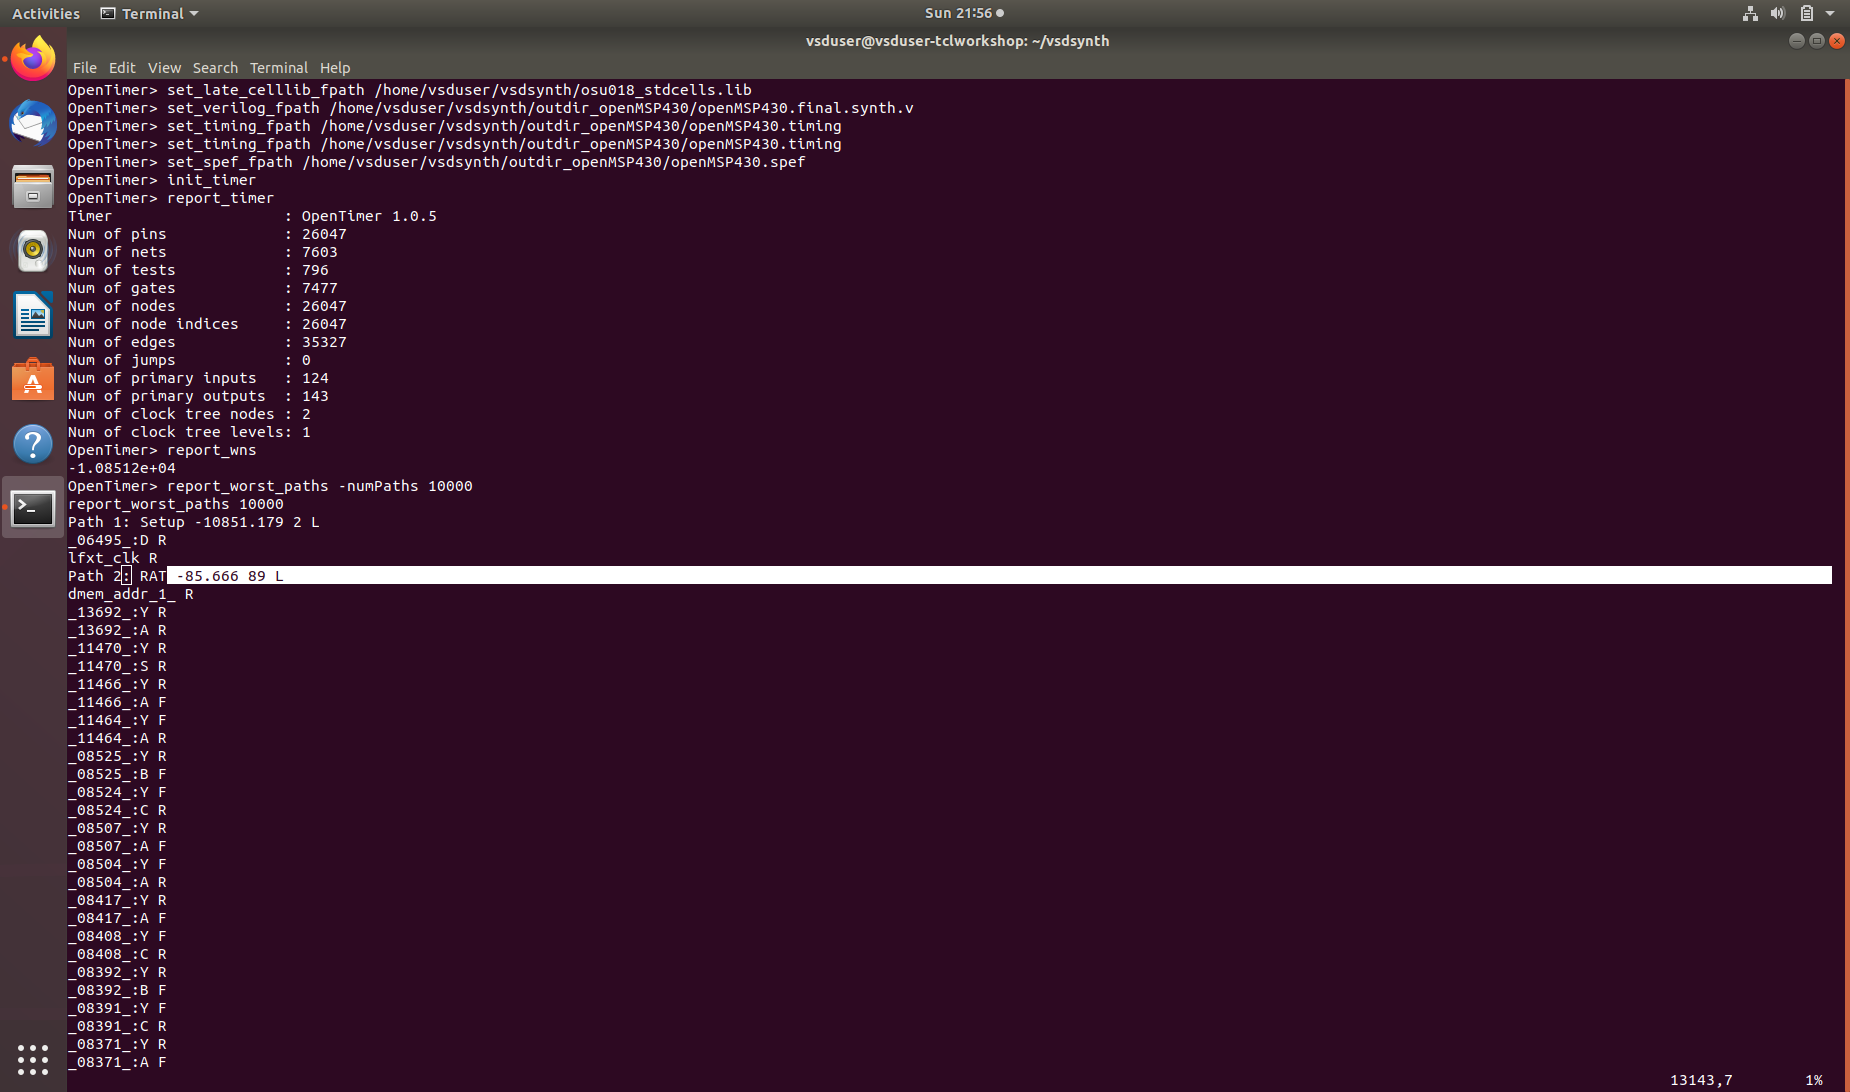 Activities Terminal Sun 21:56
vsduser@vsduser-tclworkshop: ~/vsdsynth
File Edit View Search Terminal Help
OpenTimer> set_late_celllib_fpath /home/vsduser/vsdsynth/osu018_stdcells.lib
OpenTimer> set_verilog_fpath /home/vsduser/vsdsynth/outdir_openMSP430/openMSP430.final.synth.v
OpenTimer> set_timing_fpath /home/vsduser/vsdsynth/outdir_openMSP430/openMSP430.timing
OpenTimer> set_timing_fpath /home/vsduser/vsdsynth/outdir_openMSP430/openMSP430.timing
OpenTimer> set_spef_fpath /home/vsduser/vsdsynth/outdir_openMSP430/openMSP430.spef
OpenTimer> init_timer
OpenTimer> report_timer
Timer                   : OpenTimer 1.0.5
Num of pins             : 26047
Num of nets             : 7603
Num of tests            : 796
Num of gates            : 7477
Num of nodes            : 26047
Num of node indices     : 26047
Num of edges            : 35327
Num of jumps            : 0
Num of primary inputs   : 124
Num of primary outputs  : 143
Num of clock tree nodes : 2
Num of clock tree levels: 1
OpenTimer> report_wns
-1.08512e+04
OpenTimer> report_worst_paths -numPaths 10000
report_worst_paths 10000
Path 1: Setup -10851.179 2 L
_06495_:D R
lfxt_clk R
Path 2: RAT -85.666 89 L
dmem_addr_1_ R
_13692_:Y R
_13692_:A R
_11470_:Y R
_11470_:S R
_11466_:Y R
_11466_:A F
_11464_:Y F
_11464_:A R
_08525_:Y R
_08525_:B F
_08524_:Y F
_08524_:C R
_08507_:Y R
_08507_:A F
_08504_:Y F
_08504_:A R
_08417_:Y R
_08417_:A F
_08408_:Y F
_08408_:C R
_08392_:Y R
_08392_:B F
_08391_:Y F
_08391_:C R
_08371_:Y R
_08371_:A F
13143,7 1%